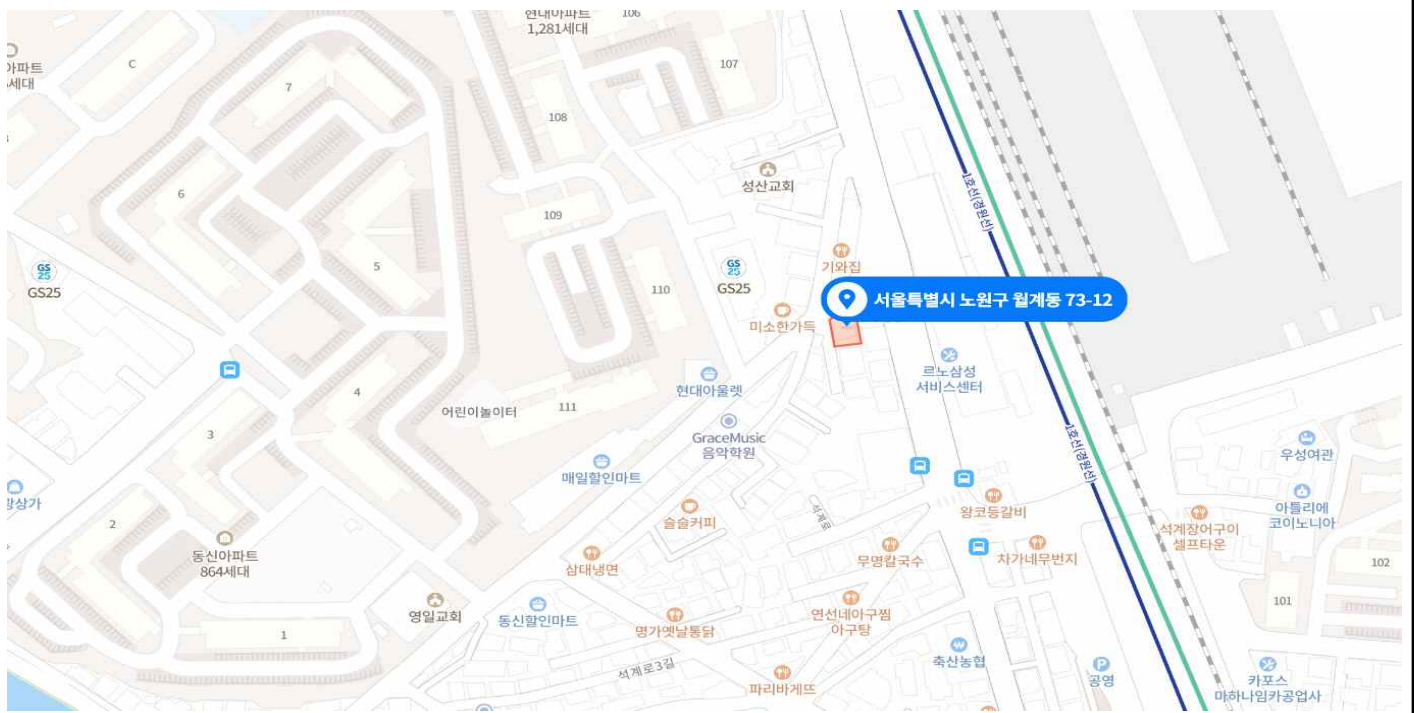 현대아파트
1,281세대
106
107
C
7
아파트
세대
108
6
성산교회
109
5
기와집
GS25
GS25
GS25
GS25
110
서울특별시 노원구 월계동 73-12
미소한가득
1호선(경원선)
르노삼성
서비스센터
현대아울렛
4
어린이놀이터
111
3
GraceMusic
음악학원
1호선(경원선)
우성여관
매일할인마트
왕코등갈비
아틀리에
코이노니아
상가
2
슬슬커피
석계로
석계장어구이
셀프타운
동신아파트
864세대
삼대냉면
무명칼국수
차가네무번지
102
101
영일교회
동신할인마트
명가옛날통닭
연선네아구찜
아구탕
1
석계로3길
축산농협
파리바게뜨
P
공영
카포스
마하나임카공업사